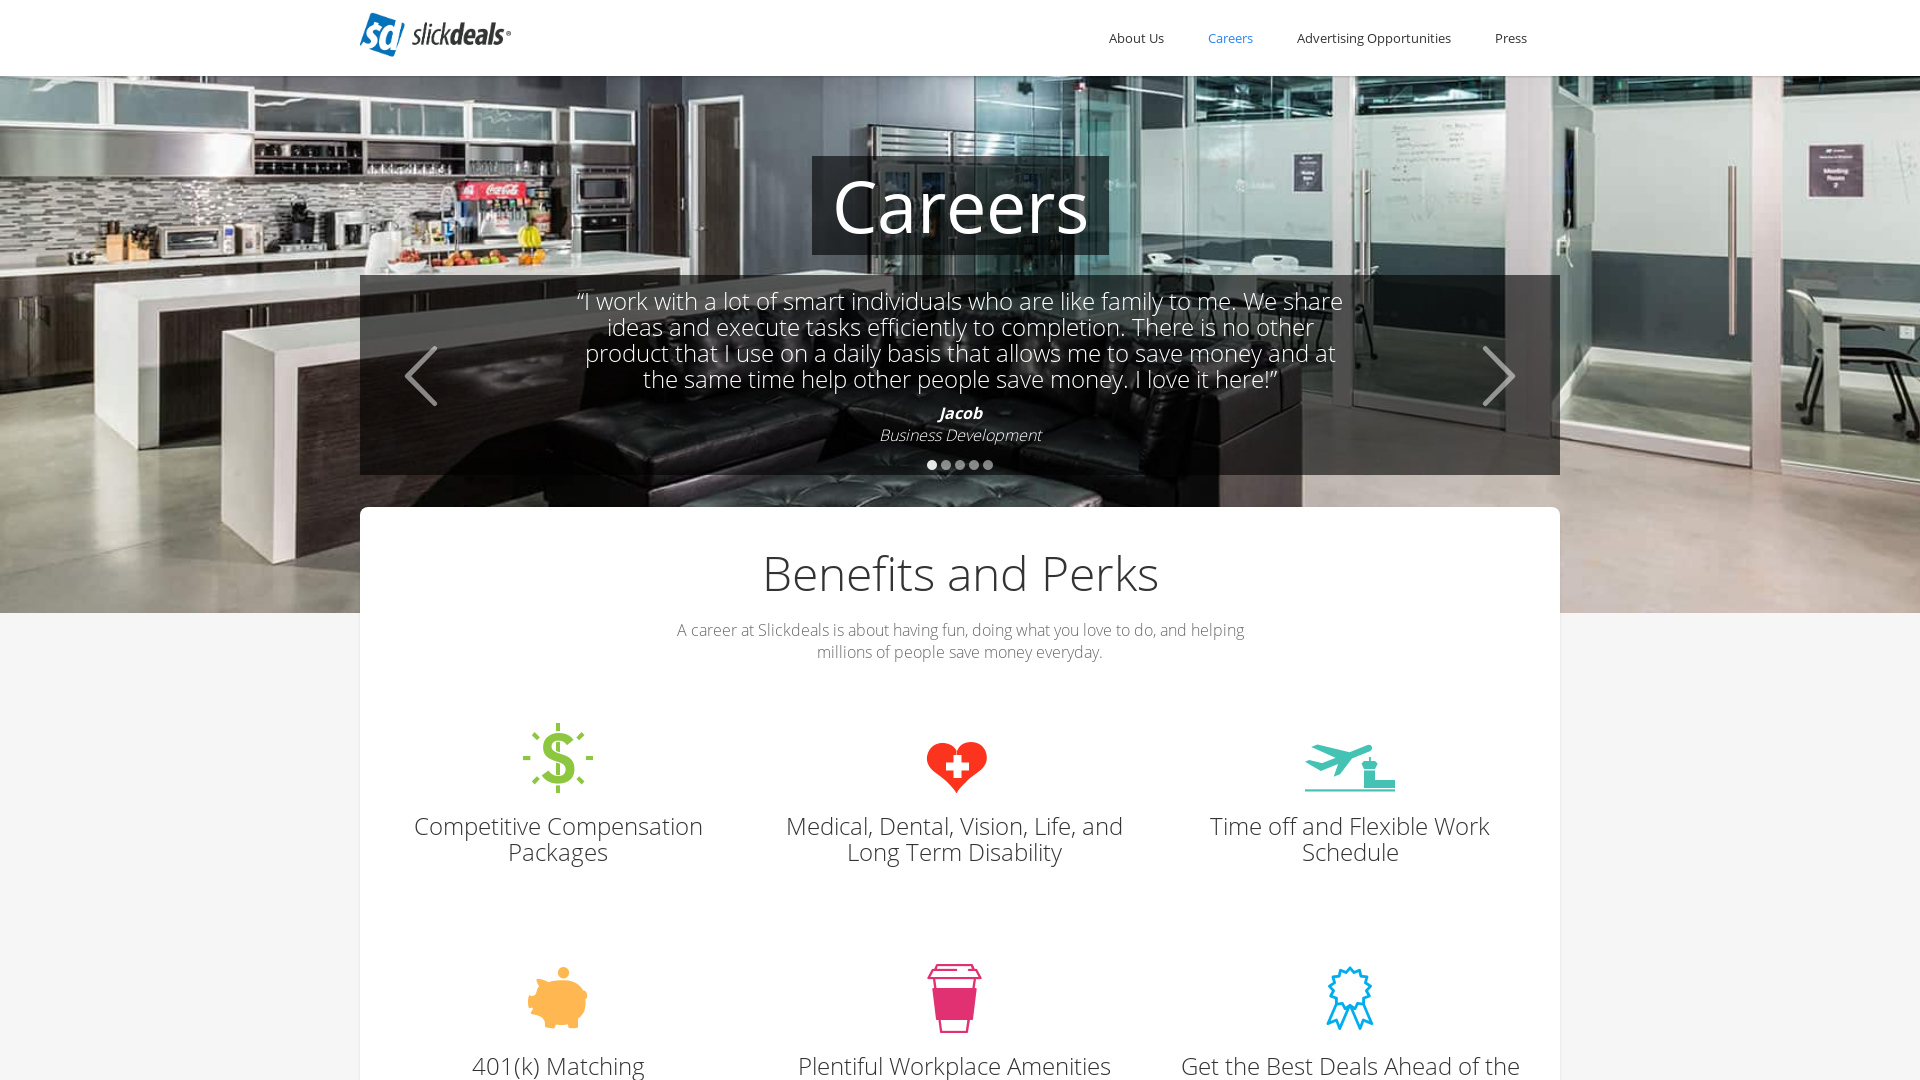 slickdeals®
About Us
Careers
Advertising Opportunities
Press
Careers
“I work with a lot of smart individuals who are like family to me. We share
ideas and execute tasks efficiently to completion. There is no other
product that I use on a daily basis that allows me to save money and at
the same time help other people save money. I love it here!”
Jacob
Business Development
Benefits and Perks
A career at Slickdeals is about having fun, doing what you love to do, and helping
millions of people save money everyday.
Competitive Compensation
Packages
Medical, Dental, Vision, Life, and
Long Term Disability
Time off and Flexible Work
Schedule
401(k) Matching
Plentiful Workplace Amenities
Get the Best Deals Ahead of the